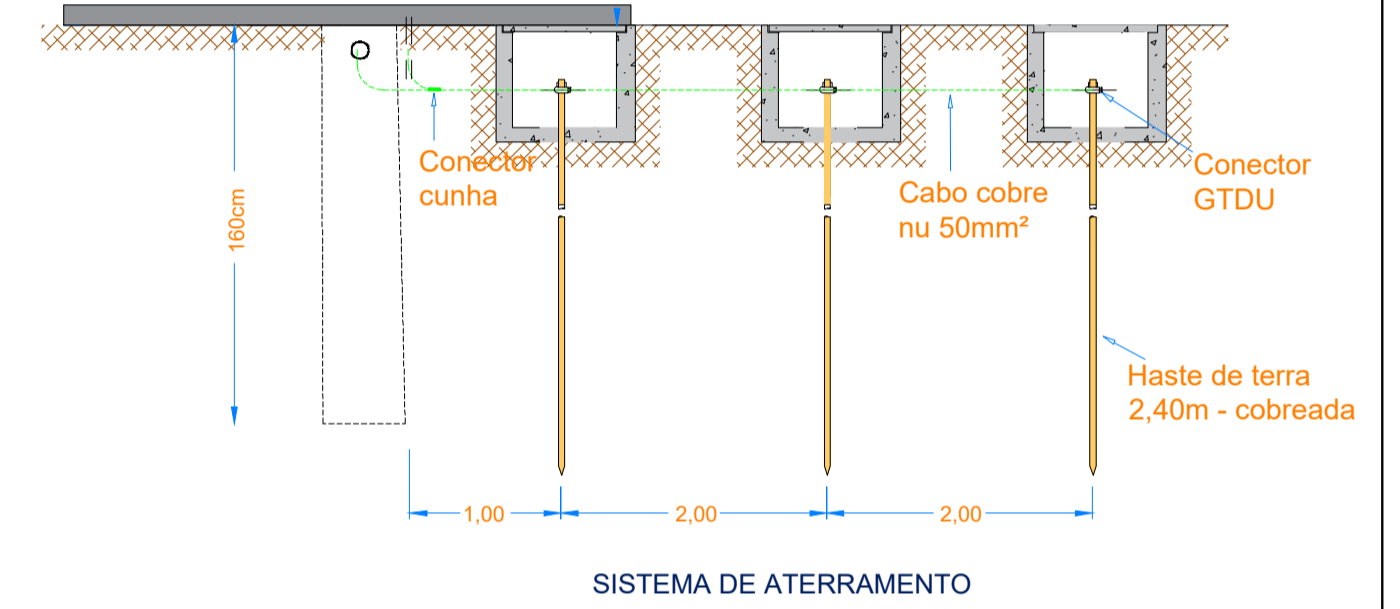 Conector
cunha
Cabo cobre
nu 50mm²
Conector
GTDU
160cm
Haste de terra
2,40m - cobreada
1,00
2,00
2,00
SISTEMA DE ATERRAMENTO